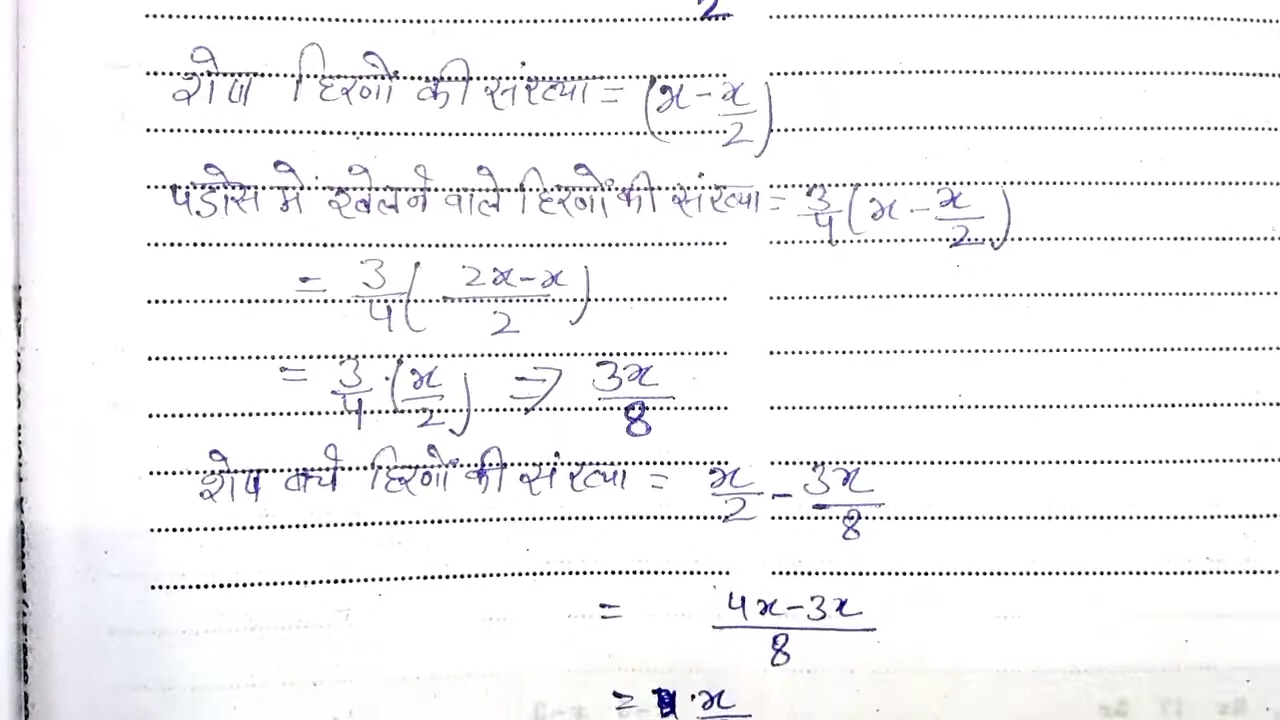 2
शेष हिरणों की संख्या = (x - x/2)
पडोस में खेलने वाले हिरणों की संख्या = 3/4 (x - x/2)
= 3/4 ( 2x-x / 2 )
= 3/4 . (x/2) ⇒ 3x/8
शेष बचे हिरणों की संख्या = x/2 - 3x/8
= 4x-3x / 8
= x